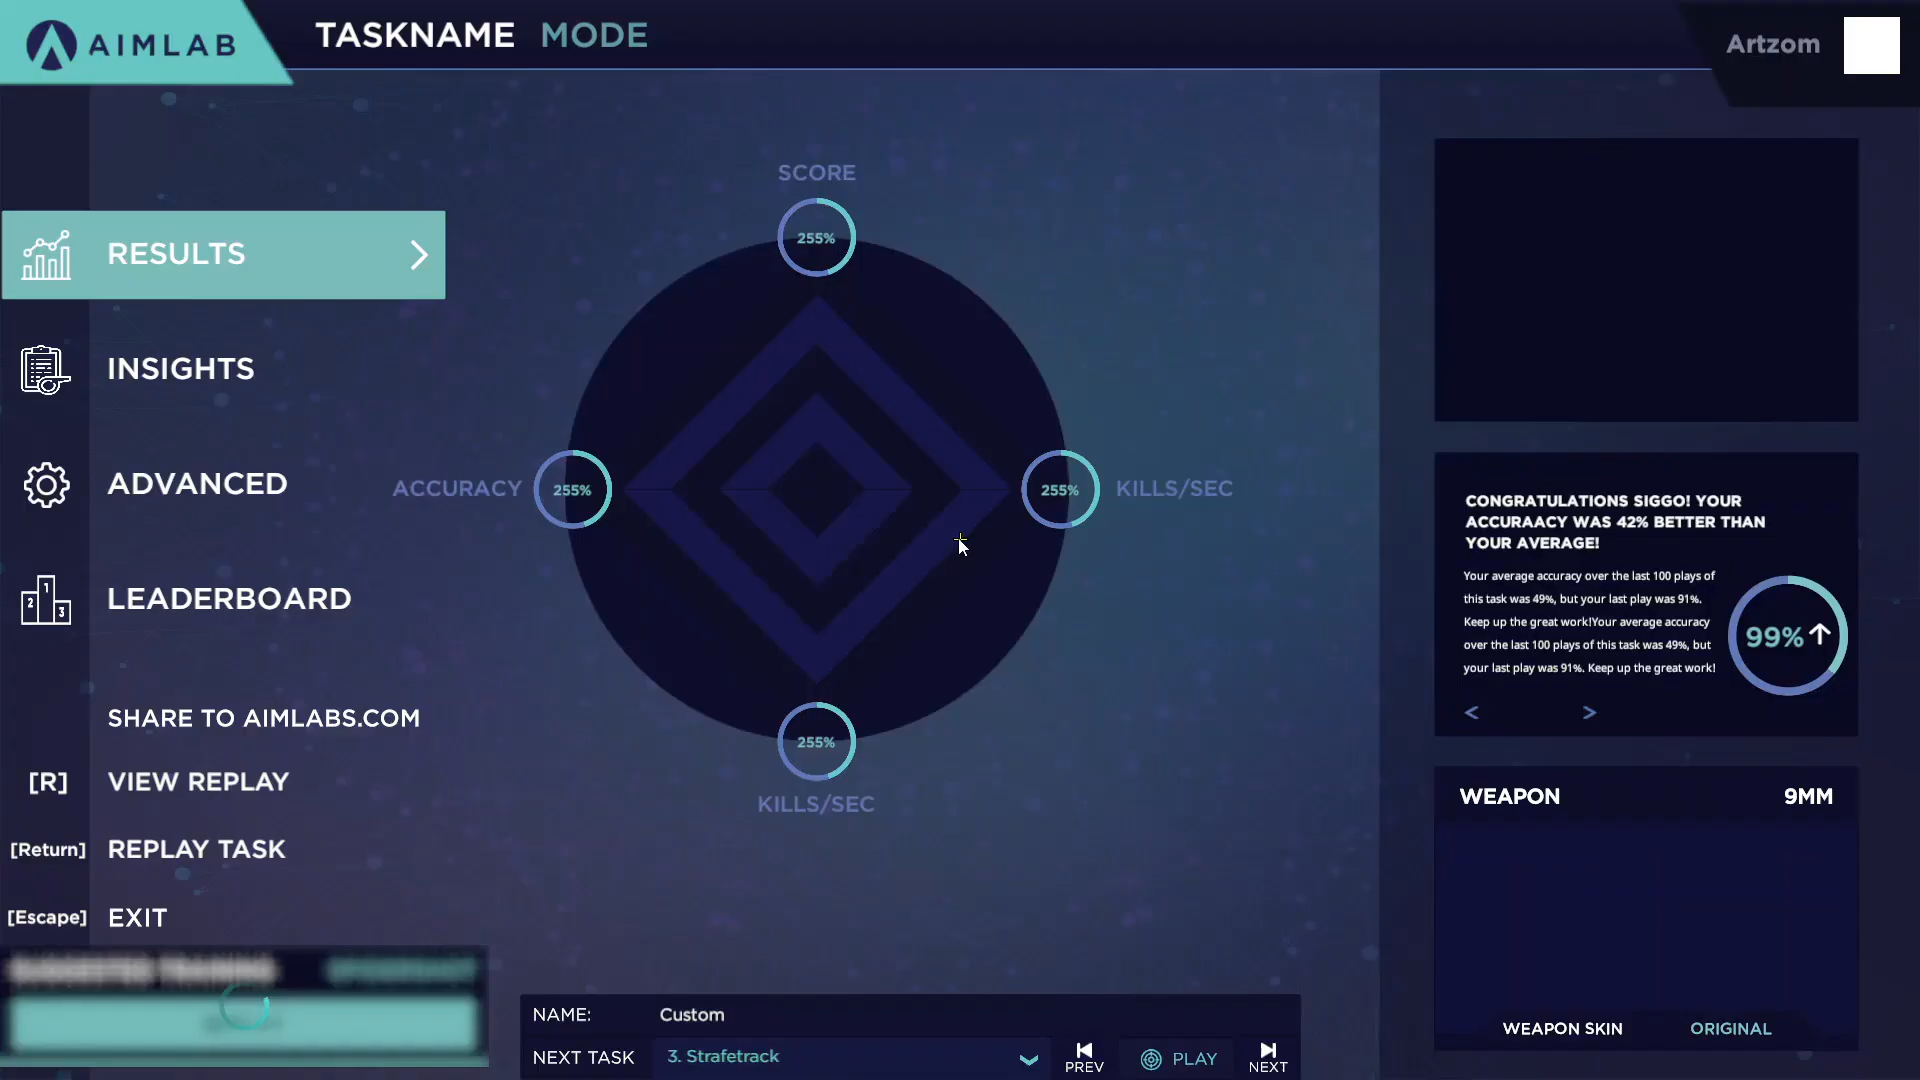 AIMLAB
TASKNAME MODE
Artzom
RESULTS
INSIGHTS
ADVANCED
1
2
3
LEADERBOARD
SHARE TO AIMLABS.COM
[R] VIEW REPLAY
[Return] REPLAY TASK
[Escape] EXIT
SCORE
255%
ACCURACY 255%
255% KILLS/SEC
255%
KILLS/SEC
CONGRATULATIONS SIGGO! YOUR
ACCURAACY WAS 42% BETTER THAN
YOUR AVERAGE!
Your average accuracy over the last 100 plays of
this task was 49%, but your last play was 91%.
Keep up the great work!Your average accuracy
over the last 100 plays of this task was 49%, but
your last play was 91%. Keep up the great work!
99%
< >
WEAPON 9MM
WEAPON SKIN ORIGINAL
NAME: Custom
NEXT TASK 3. Strafetrack
PREV PLAY NEXT